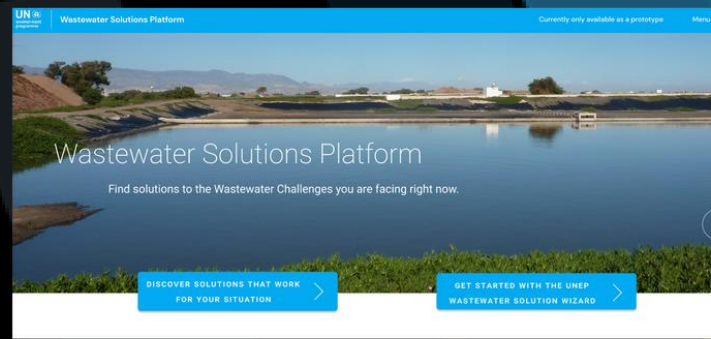 UN
environment
programme
Wastewater Solutions Platform
Currently only available as a prototype
Menu
Wastewater Solutions Platform
Find solutions to the Wastewater Challenges you are facing right now.
DISCOVER SOLUTIONS THAT WORK
FOR YOUR SITUATION
GET STARTED WITH THE UNEP
WASTEWATER SOLUTION WIZARD